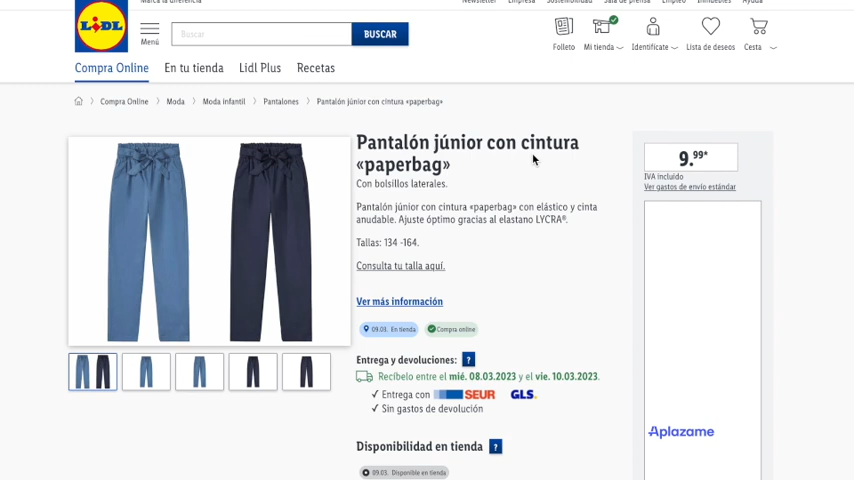 Marca la diferencia
Newsletter Empresa Sostenibilidad Sala de prensa Empleo Inmuebles Ayuda
LIDL
Menú
Buscar
BUSCAR
Folleto
Mi tienda
Identifícate
Lista de deseos
Cesta
Compra Online En tu tienda Lidl Plus Recetas
Compra Online Moda Moda infantil Pantalones Pantalón júnior con cintura «paperbag»
Pantalón júnior con cintura
«paperbag»
Con bolsillos laterales.
Pantalón júnior con cintura «paperbag» con elástico y cinta
anudable. Ajuste óptimo gracias al elastano LYCRA®.
Tallas: 134 -164.
Consulta tu talla aquí.
Ver más información
09.03. En tienda
Compra online
Entrega y devoluciones: ?
Recíbelo entre el mié. 08.03.2023 y el vie. 10.03.2023.
✓ Entrega con SEUR GLS.
✓ Sin gastos de devolución
Disponibilidad en tienda ?
09.03. Disponible en tienda
9.99*
IVA incluido
Ver gastos de envío estándar
Aplazame